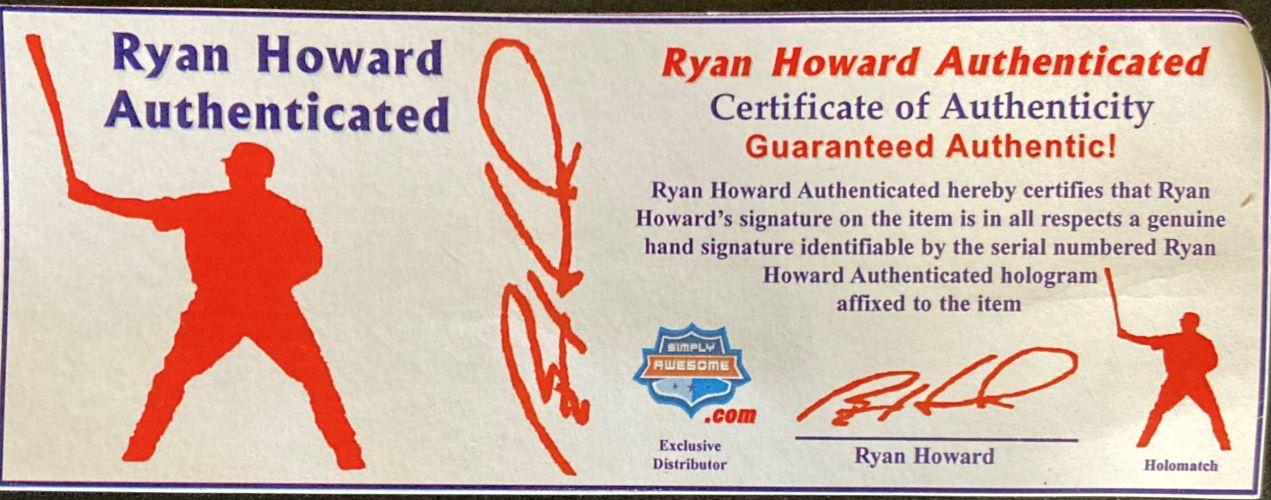 Ryan Howard
Authenticated
Ryan Howard Authenticated
Certificate of Authenticity
Guaranteed Authentic!
Ryan Howard Authenticated hereby certifies that Ryan
Howard's signature on the item is in all respects a genuine
hand signature identifiable by the serial numbered Ryan
Howard Authenticated hologram
affixed to the item
SIMPLY
AWESOME
.com
Exclusive
Distributor
Ryan Howard
Holomatch